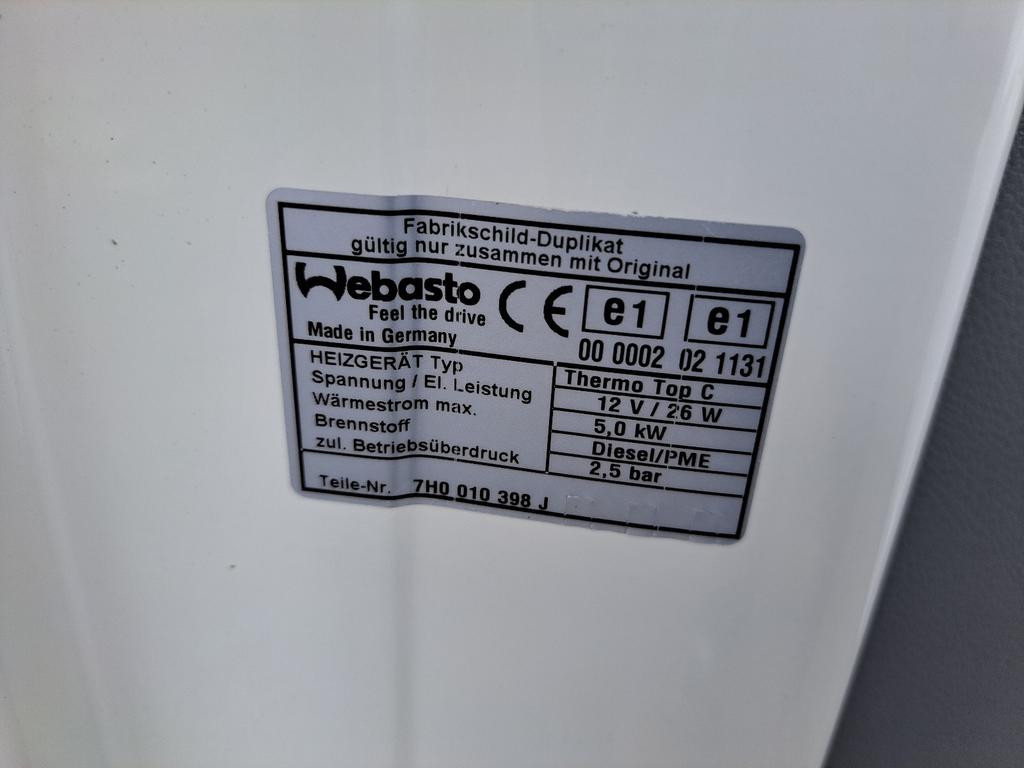 Fabrikschild-Duplikat
gültig nur zusammen mit Original
Webasto CE e1 e1
Feel the drive
Made in Germany 00 0002 02 1131
HEIZGERÄT Typ Thermo Top C
Spannung / El. Leistung 12 V / 26 W
Wärmestrom max. 5,0 kW
Brennstoff Diesel/PME
zul. Betriebsüberdruck 2,5 bar
Teile-Nr. 7H0 010 398 J